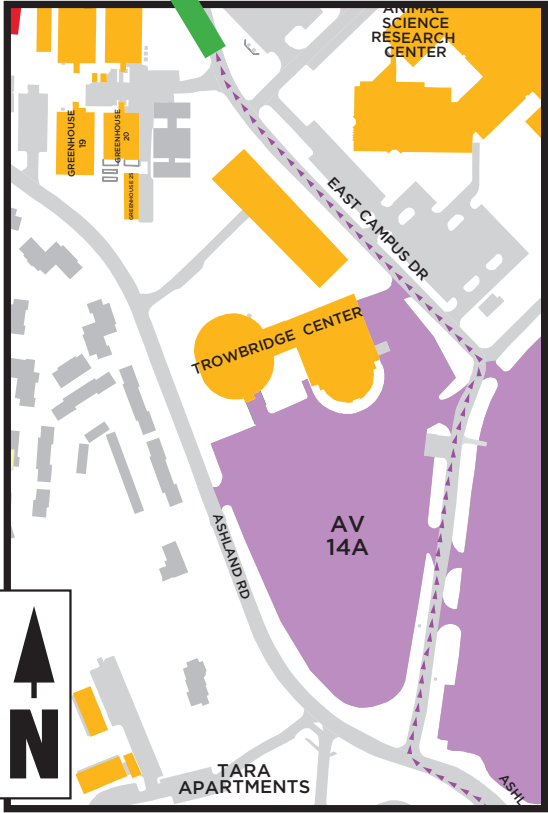 ANIMAL
SCIENCE
RESEARCH
CENTER
GREENHOUSE
19
GREENHOUSE
20
GREENHOUSE 21
EAST CAMPUS DR
TROWBRIDGE CENTER
AV
14A
ASHLAND RD
N
TARA
APARTMENTS
ASHL